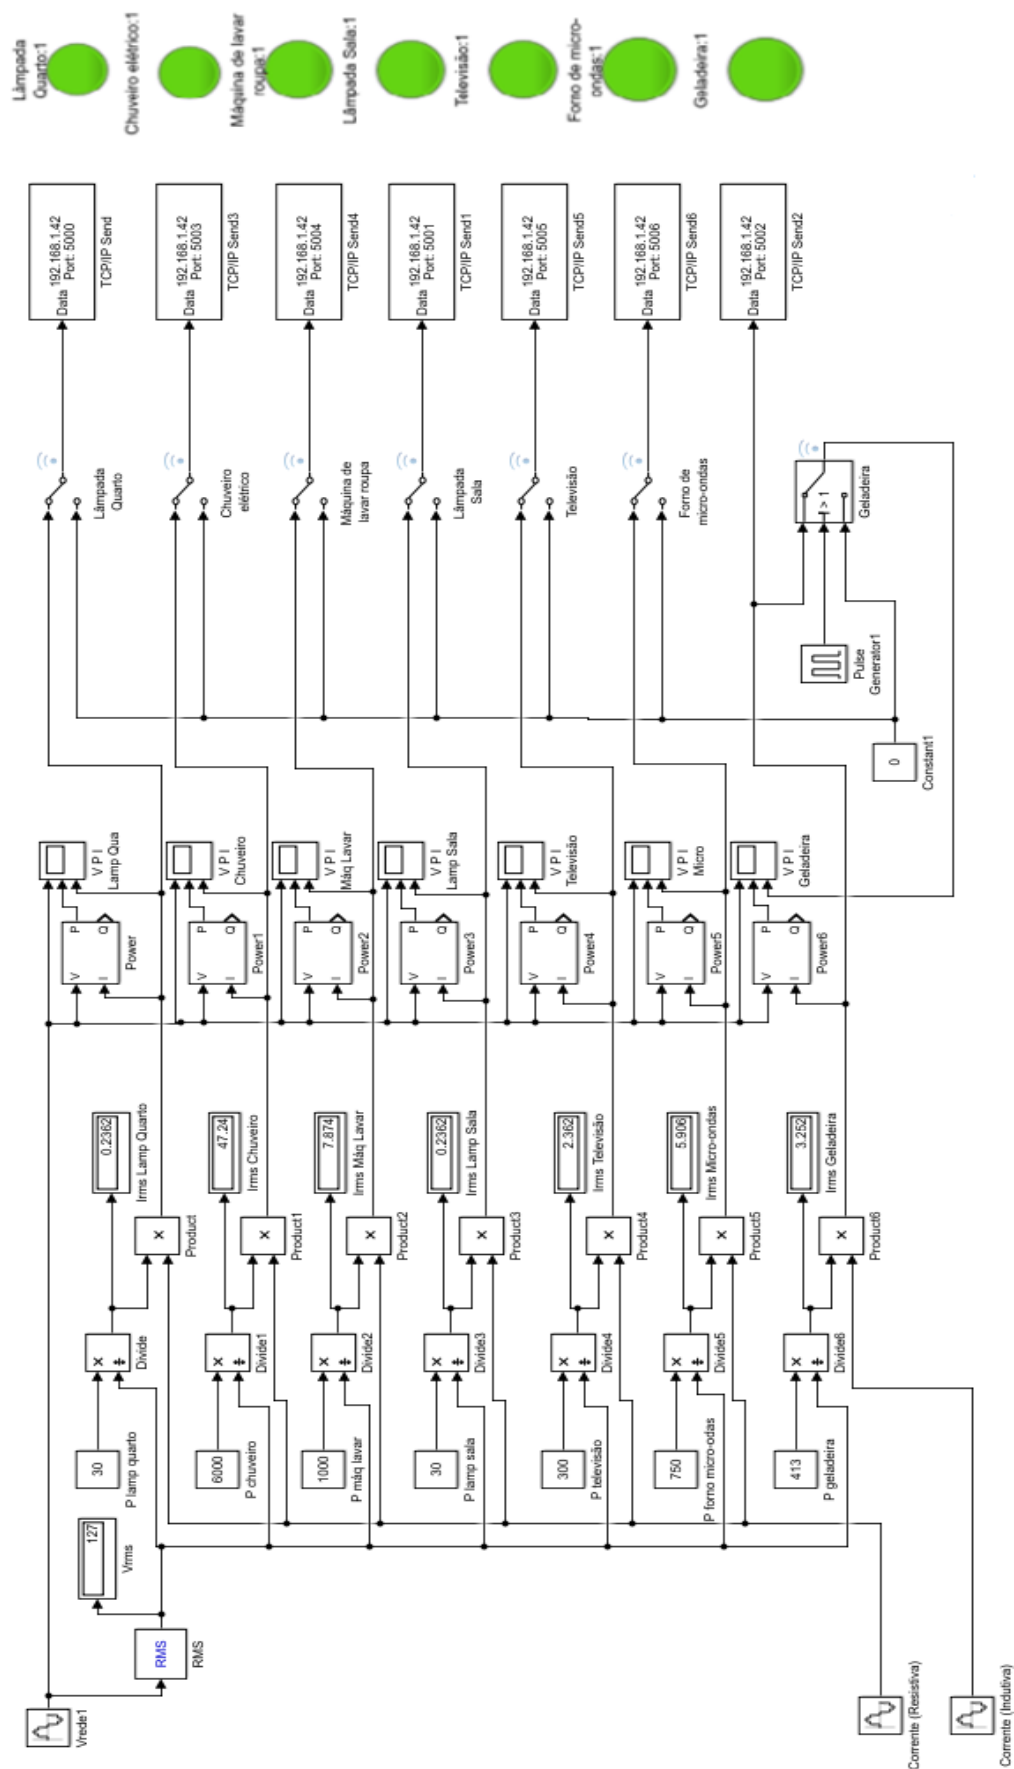 Lâmpada
Quarto:1
Chuveiro elétrico:1
Máquina de lavar
roupa:1
Lâmpada Sala:1
Televisão:1
Forno de micro-
ondas:1
Geladeira:1
192.168.1.42
Data
Port: 5000
TCP/IP Send
192.168.1.42
Data
Port: 5003
TCP/IP Send3
192.168.1.42
Data
Port: 5004
TCP/IP Send4
192.168.1.42
Data
Port: 5001
TCP/IP Send1
192.168.1.42
Data
Port: 5005
TCP/IP Send5
192.168.1.42
Data
Port: 5006
TCP/IP Send6
192.168.1.42
Data
Port: 5002
TCP/IP Send2
Lâmpada
Quarto
Chuveiro
elétrico
Máquina de
lavar roupa
Lâmpada
Sala
Televisão
Forno de
micro-ondas
> 1
Geladeira
Pulse
Generator1
0
Constant1
V P I
Lamp Qua
V P I
Chuveiro
V P I
Máq Lavar
V P I
Lamp Sala
V P I
Televisão
V P I
Micro
V P I
Geladeira
V
P
I
Q
Power
V
P
I
Q
Power1
V
P
I
Q
Power2
V
P
I
Q
Power3
V
P
I
Q
Power4
V
P
I
Q
Power5
V
P
I
Q
Power6
0.2362
Irms Lamp Quarto
47.24
Irms Chuveiro
7.874
Irms Máq Lavar
0.2362
Irms Lamp Sala
2.362
Irms Televisão
5.906
Irms Micro-ondas
3.252
Irms Geladeira
×
Product
×
Product1
×
Product2
×
Product3
×
Product4
×
Product5
×
Product6
×
÷
Divide
×
÷
Divide1
×
÷
Divide2
×
÷
Divide3
×
÷
Divide4
×
÷
Divide5
×
÷
Divide6
30
P lamp quarto
6000
P chuveiro
1000
P máq lavar
30
P lamp sala
300
P televisão
750
P forno micro-odas
413
P geladeira
127
Vrms
RMS
RMS
Vrede1
Corrente (Resistiva)
Corrente (Indutiva)